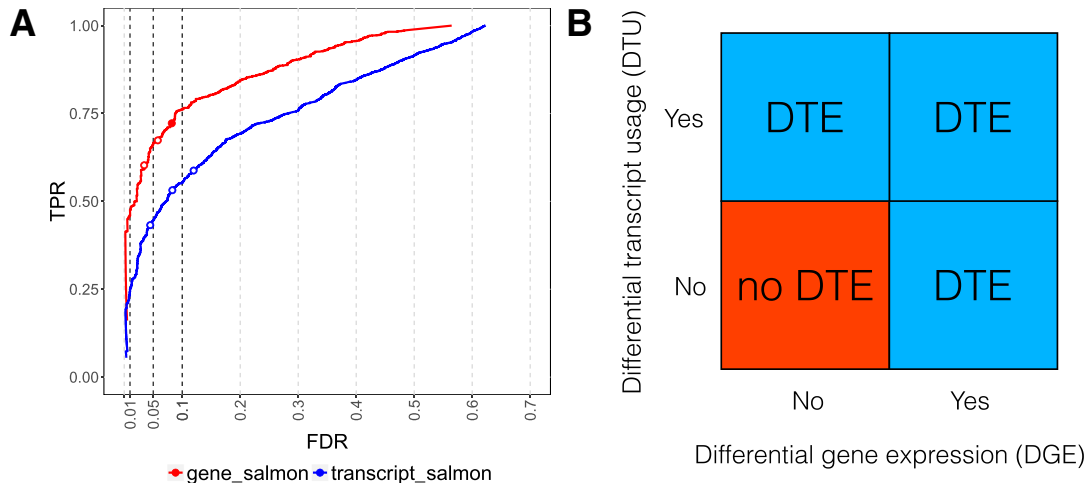 A
TPR
1.00
0.75
0.50
0.25
0.00
0.01
0.05
0.1
0.2
0.3
0.4
0.5
0.6
0.7
FDR
gene_salmon transcript_salmon
B
Differential transcript usage (DTU)
Yes
DTE DTE
No
no DTE DTE
No Yes
Differential gene expression (DGE)